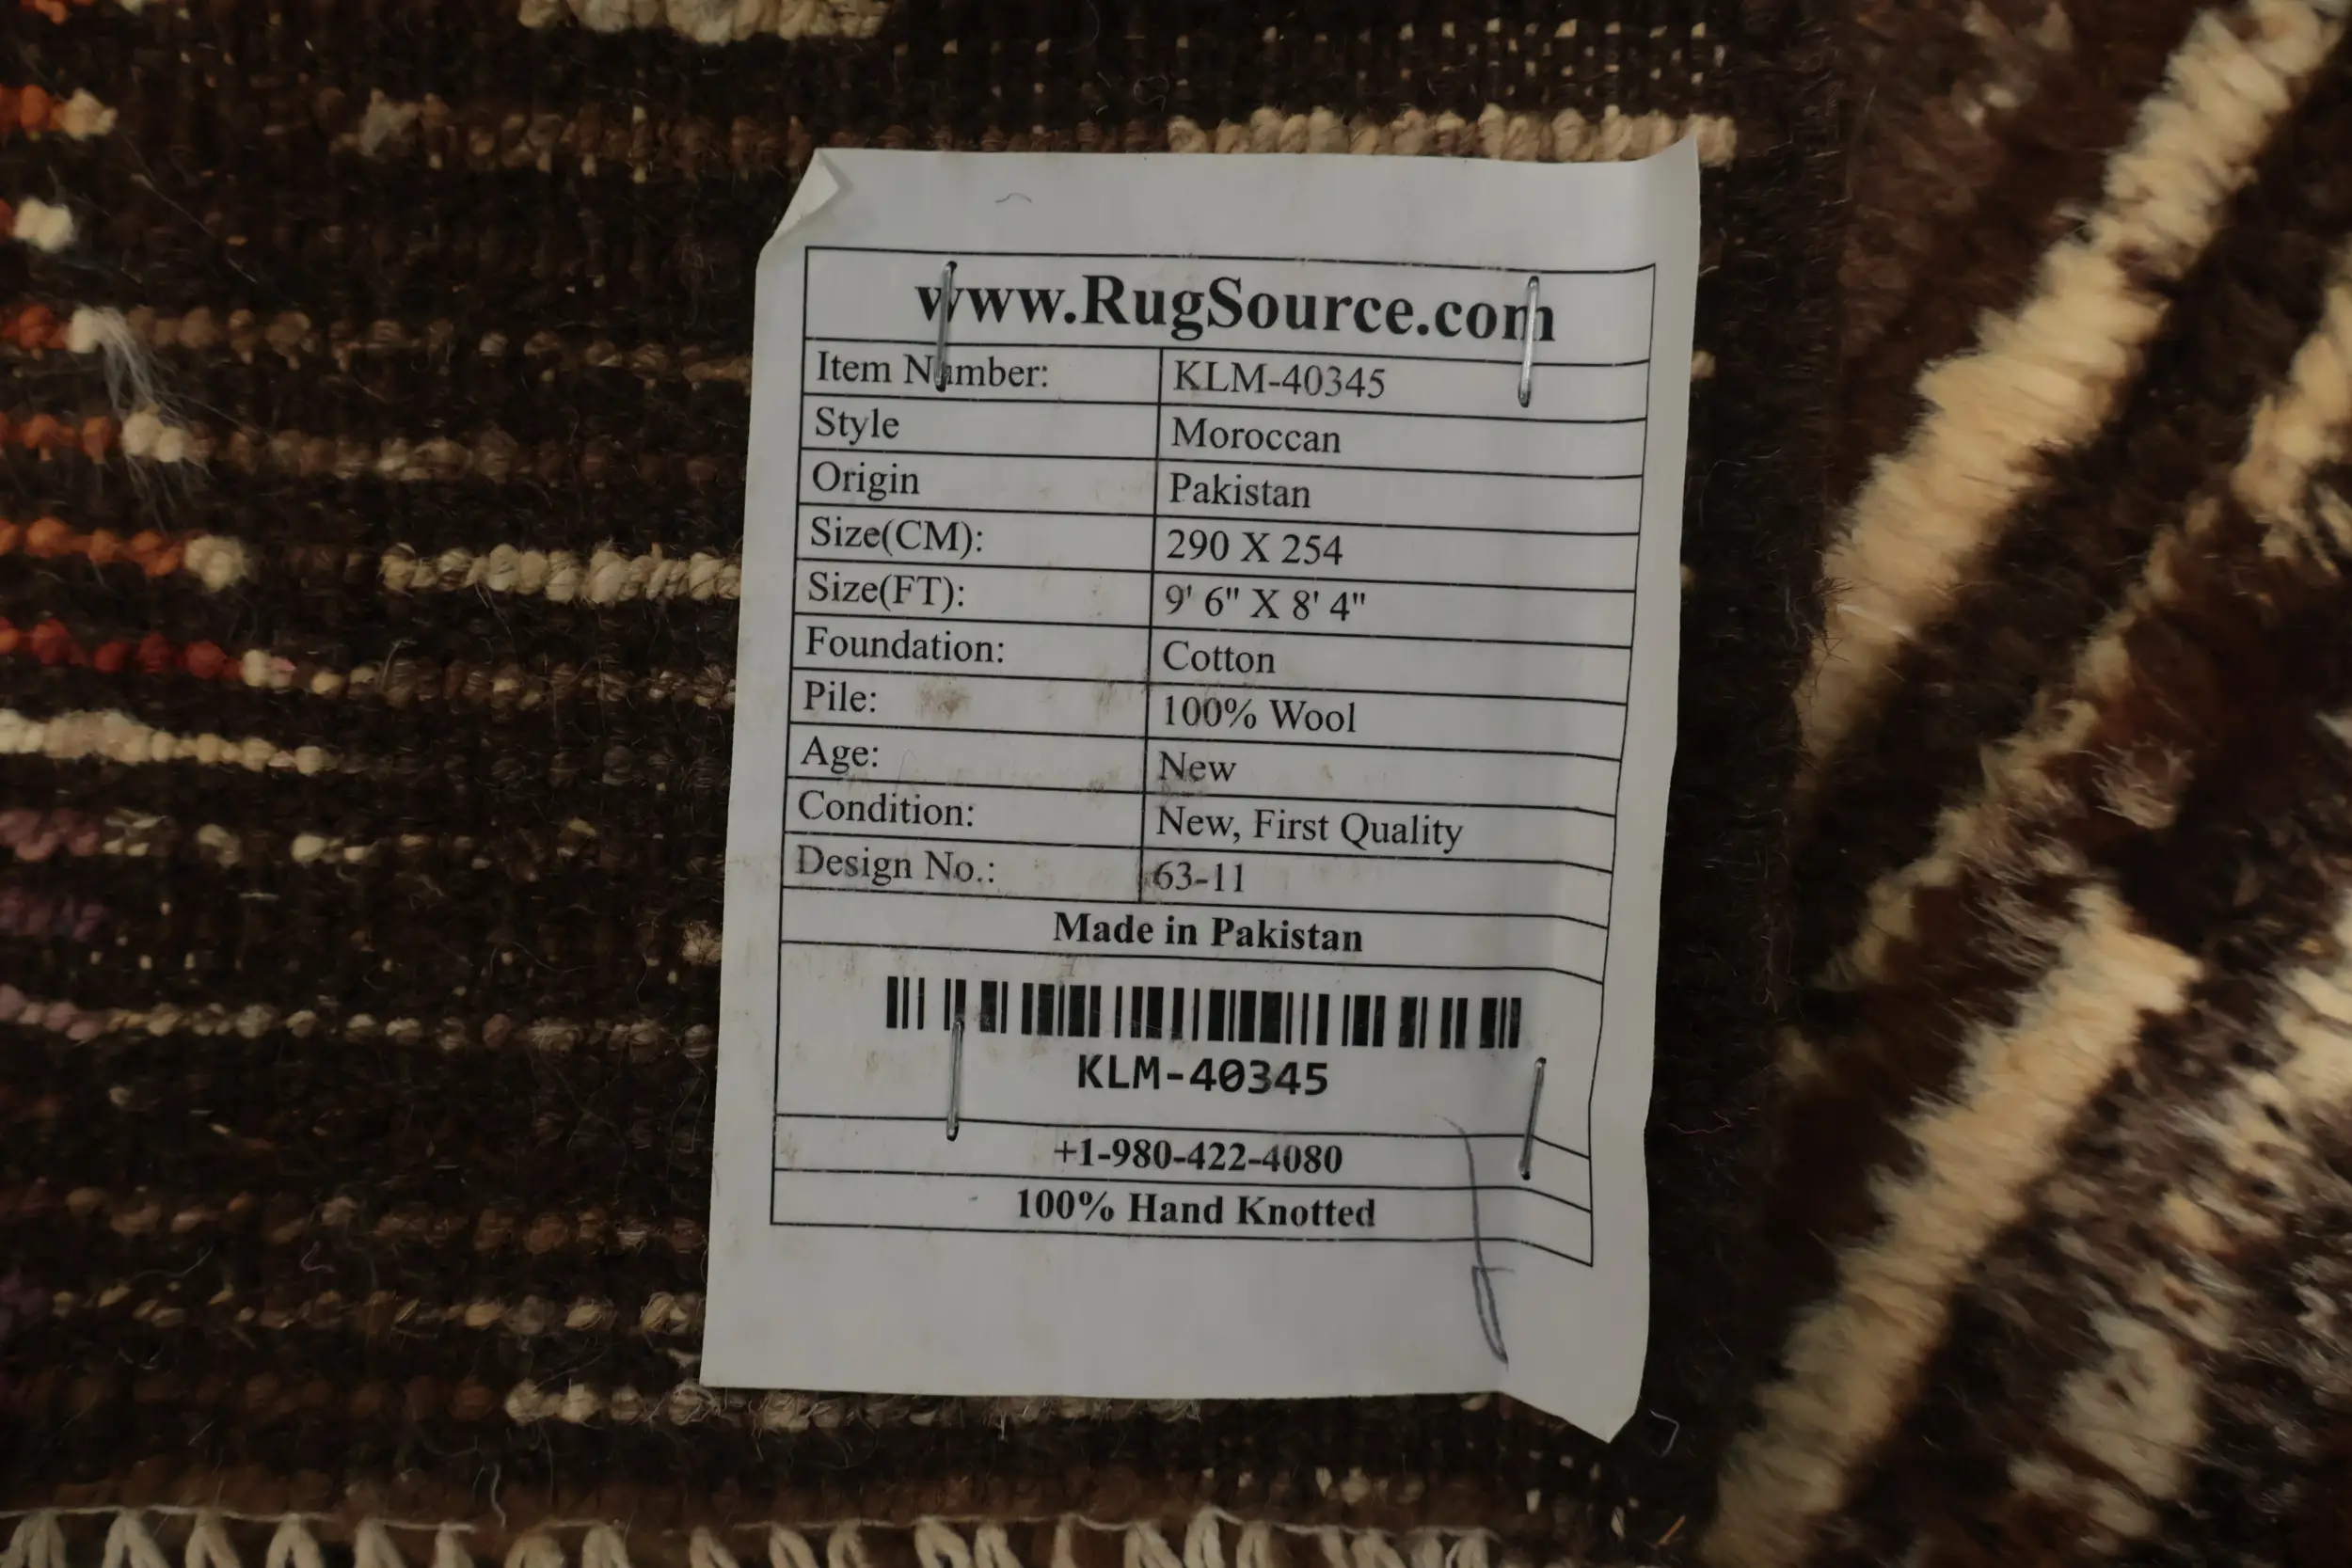 www.RugSource.com
Item Number: KLM-40345
Style Moroccan
Origin Pakistan
Size(CM): 290 X 254
Size(FT): 9' 6" X 8' 4"
Foundation: Cotton
Pile: 100% Wool
Age: New
Condition: New, First Quality
Design No.: 63-11
Made in Pakistan
KLM-40345
+1-980-422-4080
100% Hand Knotted